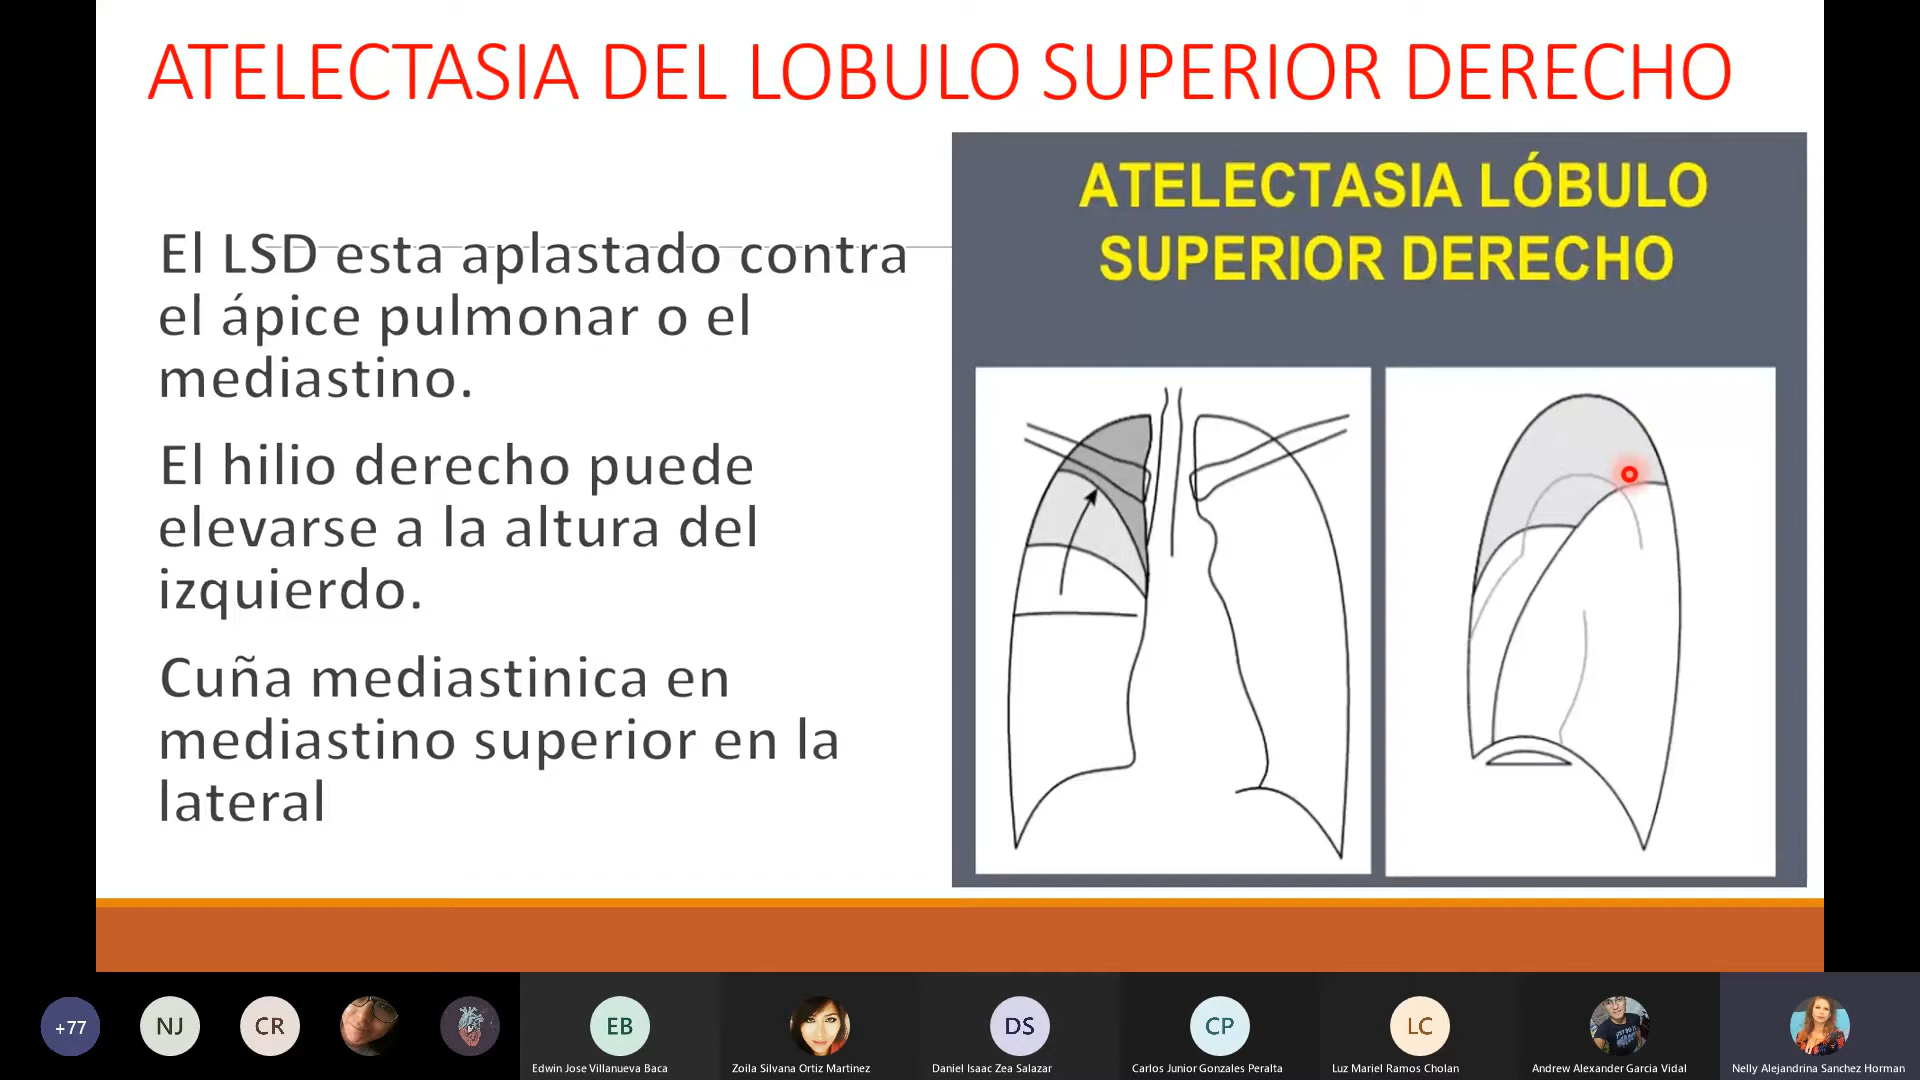 ATELECTASIA DEL LOBULO SUPERIOR DERECHO
El LSD esta aplastado contra
el ápice pulmonar o el
mediastino.
El hilio derecho puede
elevarse a la altura del
izquierdo.
Cuña mediastinica en
mediastino superior en la
lateral
ATELECTASIA LÓBULO
SUPERIOR DERECHO
+77
NJ
CR
EB
DS
CP
LC
Edwin Jose Villanueva Baca
Zoila Silvana Ortiz Martinez
Daniel Isaac Zea Salazar
Carlos Junior Gonzales Peralta
Luz Mariel Ramos Cholan
Andrew Alexander Garcia Vidal
Nelly Alejandrina Sanchez Horman